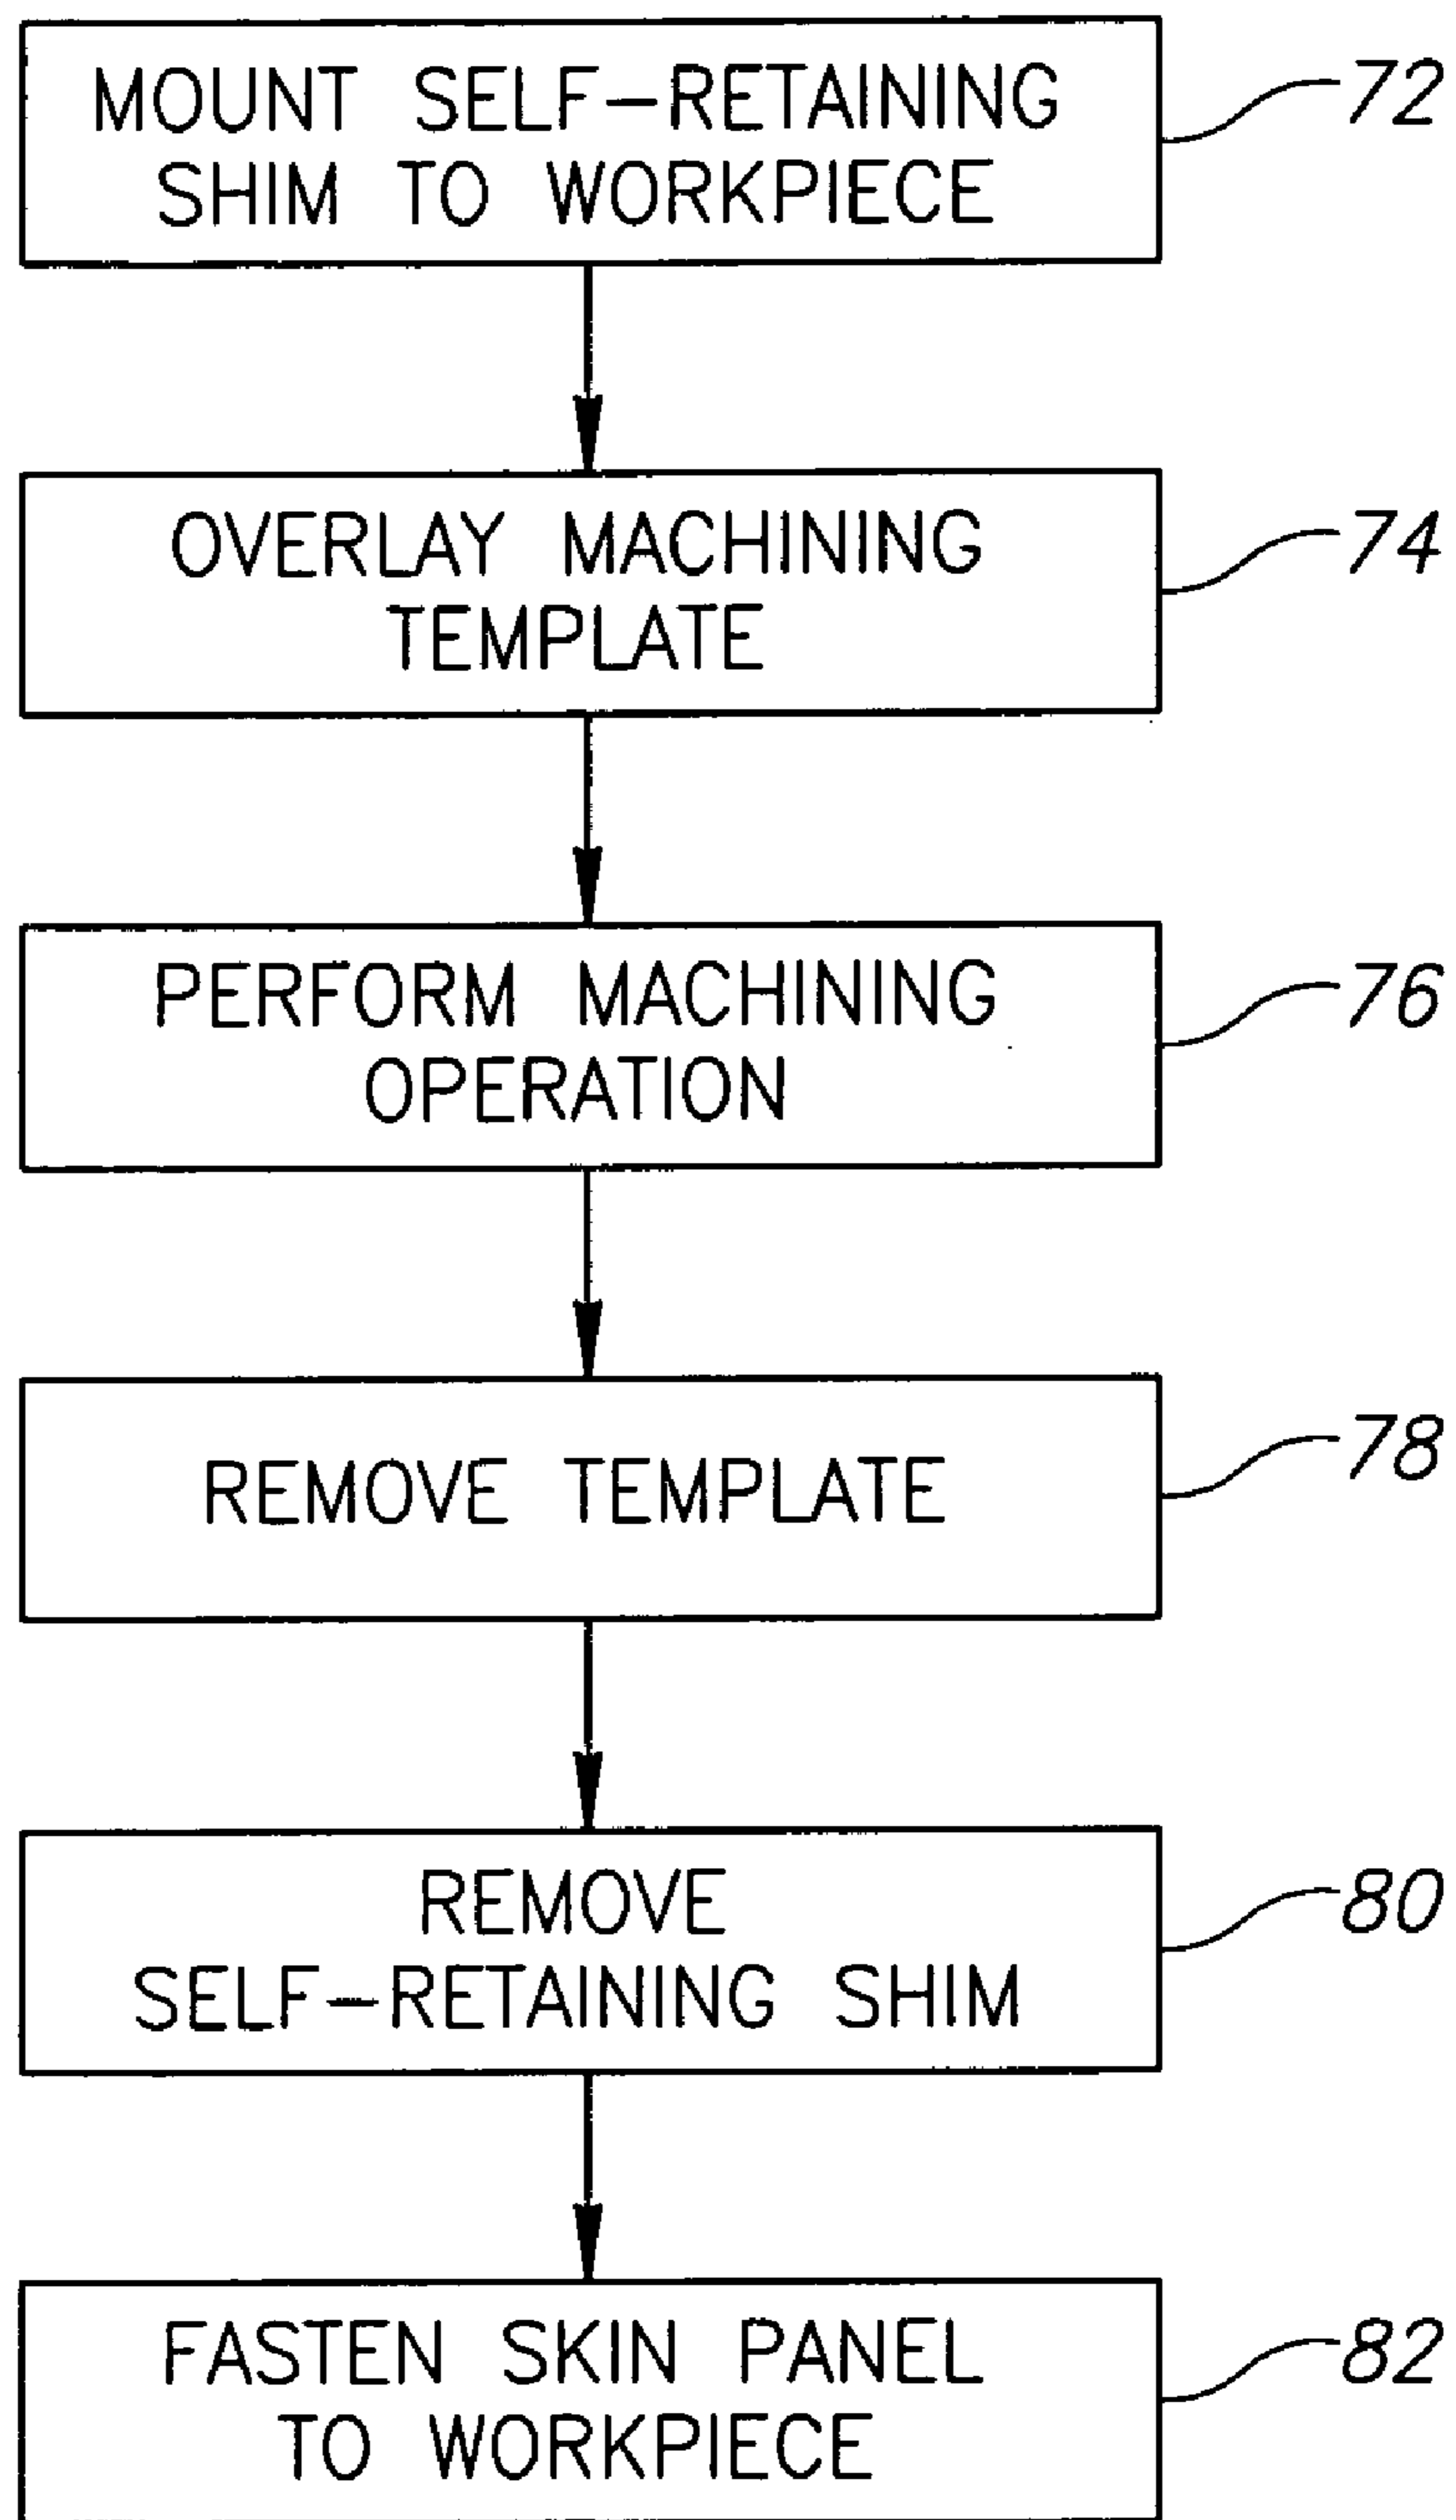 MOUNT SELF-RETAINING
SHIM TO WORKPIECE
72
OVERLAY MACHINING
TEMPLATE
74
PERFORM MACHINING
OPERATION
76
REMOVE TEMPLATE
78
REMOVE
SELF-RETAINING SHIM
80
FASTEN SKIN PANEL
TO WORKPIECE
82